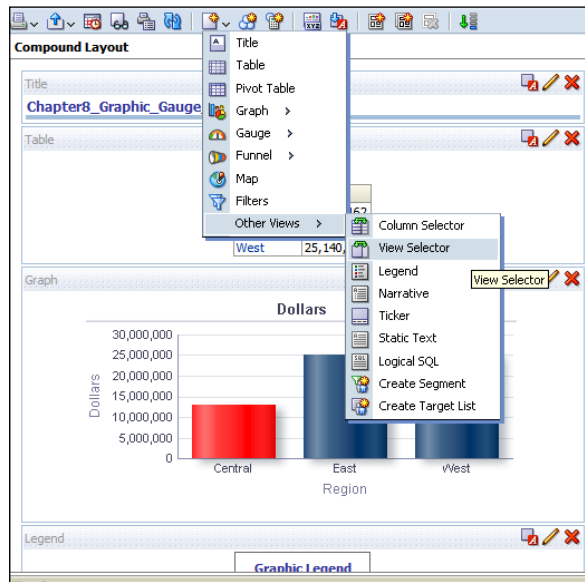 Compound Layout
Title
Chapter8_Graphic_Gauge
Table
West 25,140,
Title
Table
Pivot Table
Graph >
Gauge >
Funnel >
Map
Filters
Other Views >
Column Selector
View Selector
Legend
Narrative
Ticker
Static Text
Logical SQL
Create Segment
Create Target List
View Selector
Graph
Dollars
30,000,000
25,000,000
20,000,000
15,000,000
10,000,000
5,000,000
0
Dollars
Central East West
Region
Legend
Graphic Legend